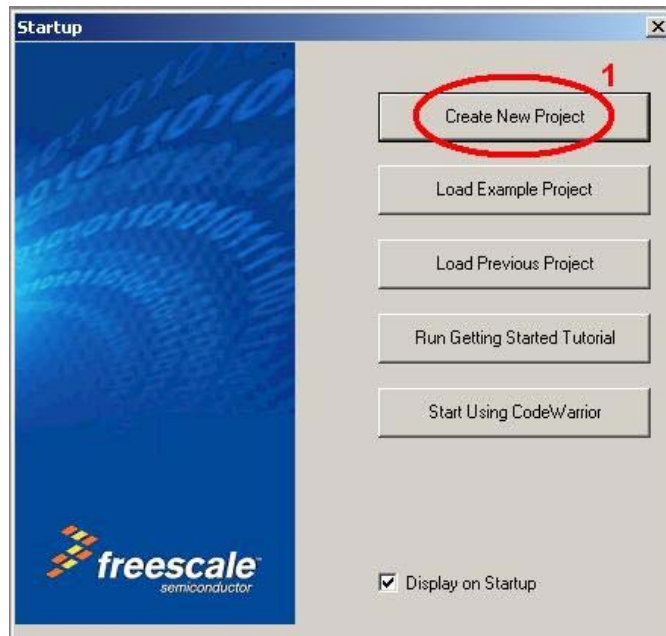 Startup
1
Create New Project
Load Example Project
Load Previous Project
Run Getting Started Tutorial
Start Using CodeWarrior
freescale
semiconductor
Display on Startup